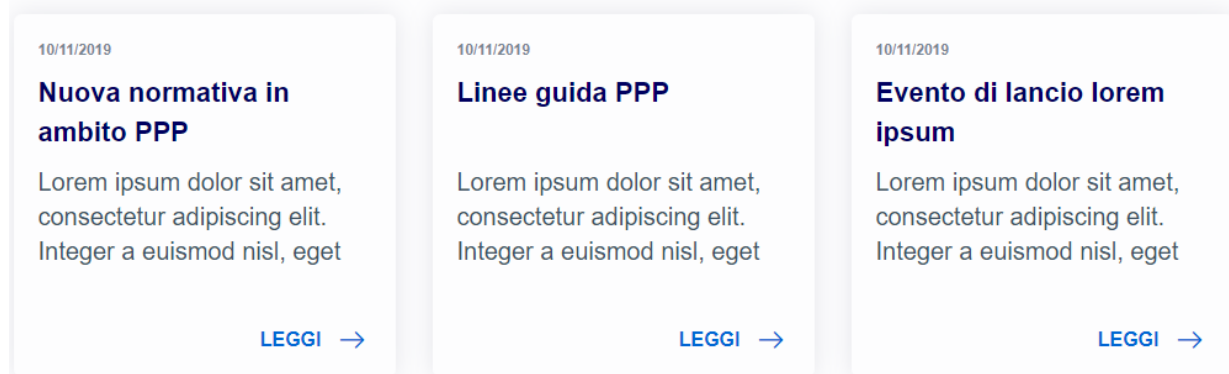 10/11/2019
Nuova normativa in
ambito PPP
Lorem ipsum dolor sit amet,
consectetur adipiscing elit.
Integer a euismod nisl, eget
LEGGI →
10/11/2019
Linee guida PPP
Lorem ipsum dolor sit amet,
consectetur adipiscing elit.
Integer a euismod nisl, eget
LEGGI →
10/11/2019
Evento di lancio lorem
ipsum
Lorem ipsum dolor sit amet,
consectetur adipiscing elit.
Integer a euismod nisl, eget
LEGGI →